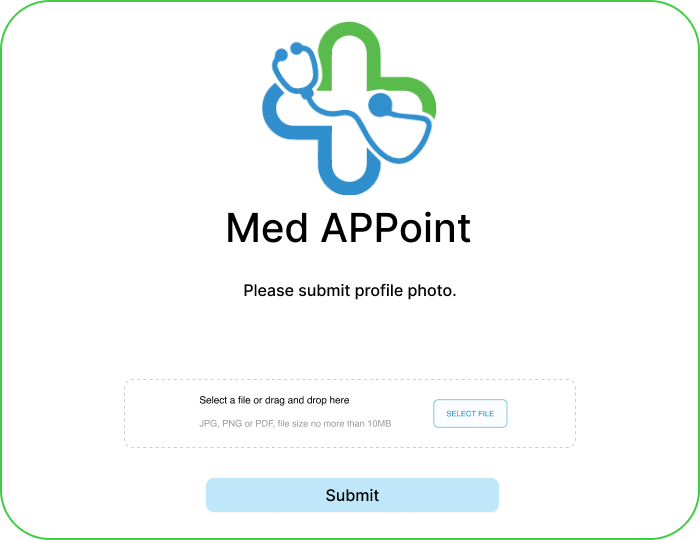 Med APPoint
Please submit profile photo.
Select a file or drag and drop here
JPG, PNG or PDF, file size no more than 10MB
SELECT FILE
Submit